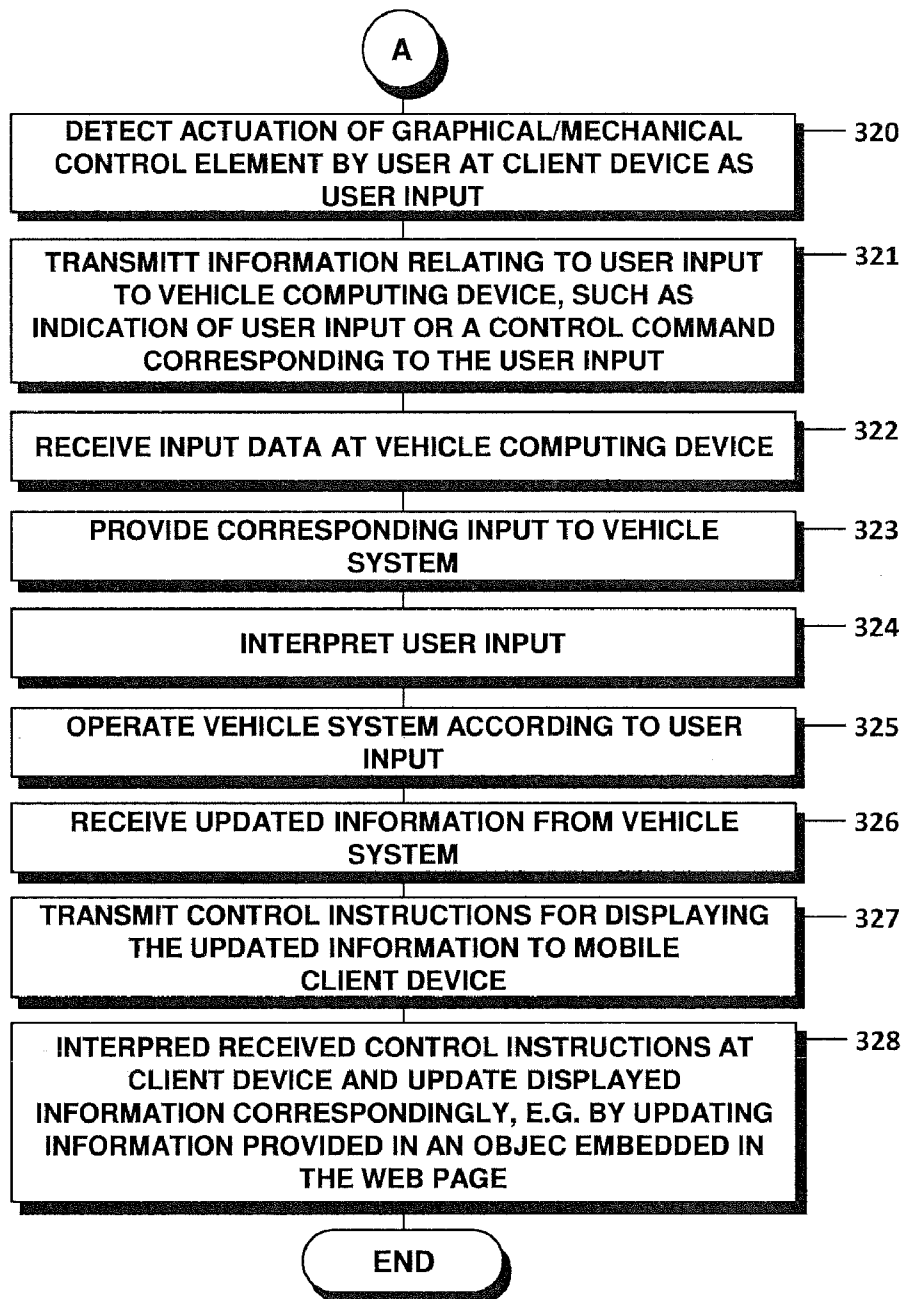 A
DETECT ACTUATION OF GRAPHICAL/MECHANICAL
CONTROL ELEMENT BY USER AT CLIENT DEVICE AS
USER INPUT
320
TRANSMITT INFORMATION RELATING TO USER INPUT
TO VEHICLE COMPUTING DEVICE, SUCH AS
INDICATION OF USER INPUT OR A CONTROL COMMAND
CORRESPONDING TO THE USER INPUT
321
RECEIVE INPUT DATA AT VEHICLE COMPUTING DEVICE
322
PROVIDE CORRESPONDING INPUT TO VEHICLE
SYSTEM
323
INTERPRET USER INPUT
324
OPERATE VEHICLE SYSTEM ACCORDING TO USER
INPUT
325
RECEIVE UPDATED INFORMATION FROM VEHICLE
SYSTEM
326
TRANSMIT CONTROL INSTRUCTIONS FOR DISPLAYING
THE UPDATED INFORMATION TO MOBILE
CLIENT DEVICE
327
INTERPRED RECEIVED CONTROL INSTRUCTIONS AT
CLIENT DEVICE AND UPDATE DISPLAYED
INFORMATION CORRESPONDINGLY, E.G. BY UPDATING
INFORMATION PROVIDED IN AN OBJEC EMBEDDED IN
THE WEB PAGE
328
END